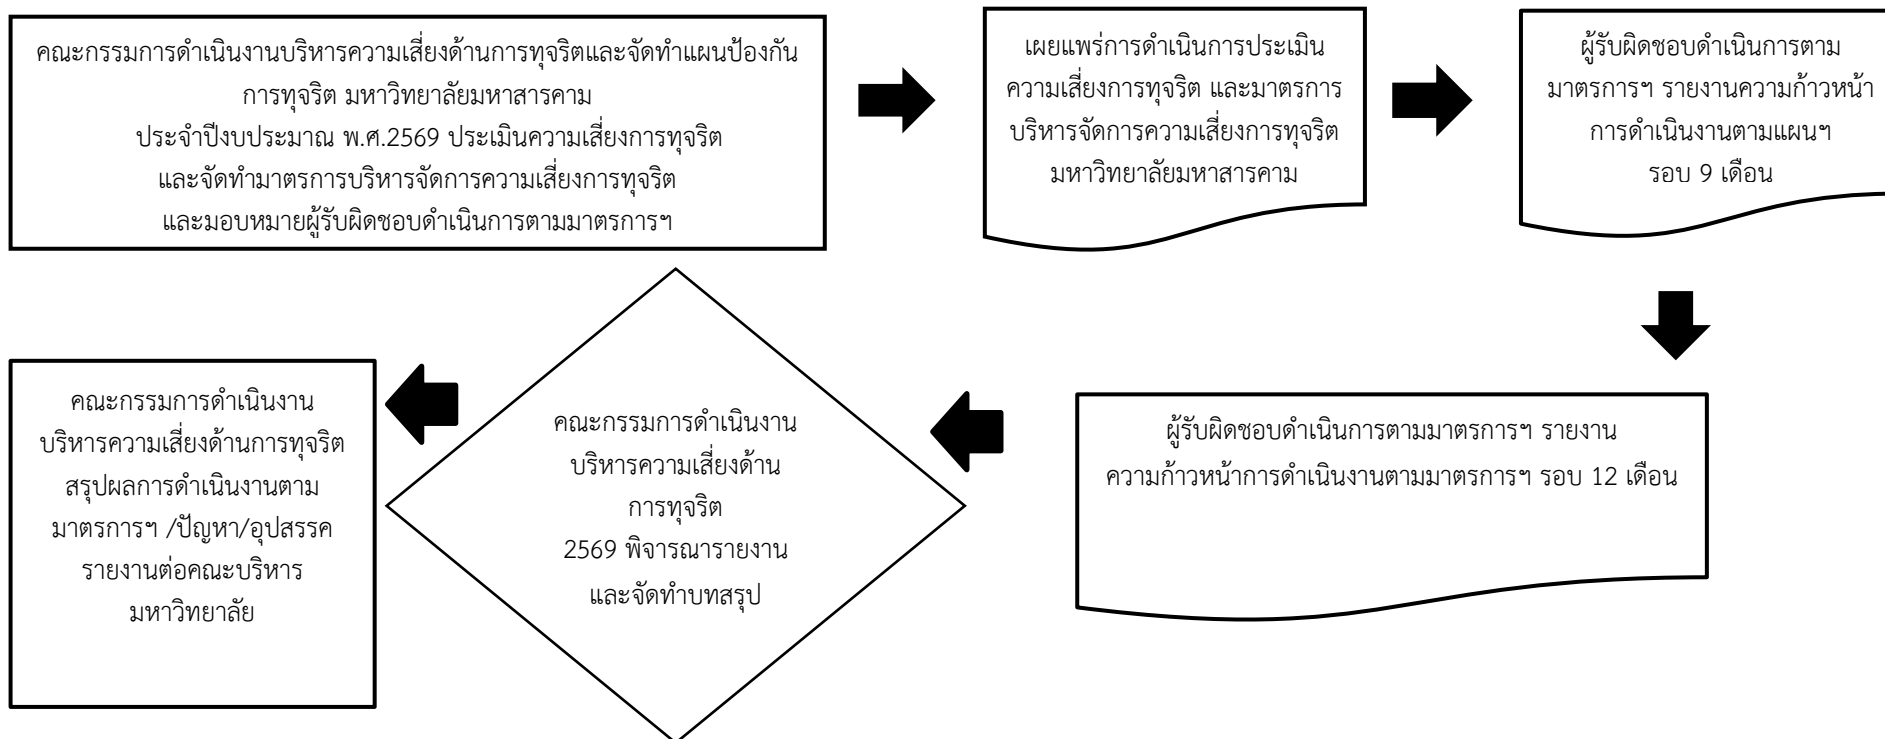 คณะกรรมการดำเนินงานบริหารความเสี่ยงด้านการทุจริตและจัดทำแผนป้องกัน
การทุจริต มหาวิทยาลัยมหาสารคาม
ประจำปีงบประมาณ พ.ศ.2569 ประเมินความเสี่ยงการทุจริต
และจัดทำมาตรการบริหารจัดการความเสี่ยงการทุจริต
และมอบหมายผู้รับผิดชอบดำเนินการตามมาตรการฯ
เผยแพร่การดำเนินการประเมิน
ความเสี่ยงการทุจริต และมาตรการ
บริหารจัดการความเสี่ยงการทุจริต
มหาวิทยาลัยมหาสารคาม
ผู้รับผิดชอบดำเนินการตาม
มาตรการฯ รายงานความก้าวหน้า
การดำเนินงานตามแผนฯ
รอบ 9 เดือน
ผู้รับผิดชอบดำเนินการตามมาตรการฯ รายงาน
ความก้าวหน้าการดำเนินงานตามมาตรการฯ รอบ 12 เดือน
คณะกรรมการดำเนินงาน
บริหารความเสี่ยงด้าน
การทุจริต
2569 พิจารณารายงาน
และจัดทำบทสรุป
คณะกรรมการดำเนินงาน
บริหารความเสี่ยงด้านการทุจริต
สรุปผลการดำเนินงานตาม
มาตรการฯ /ปัญหา/อุปสรรค
รายงานต่อคณะบริหาร
มหาวิทยาลัย